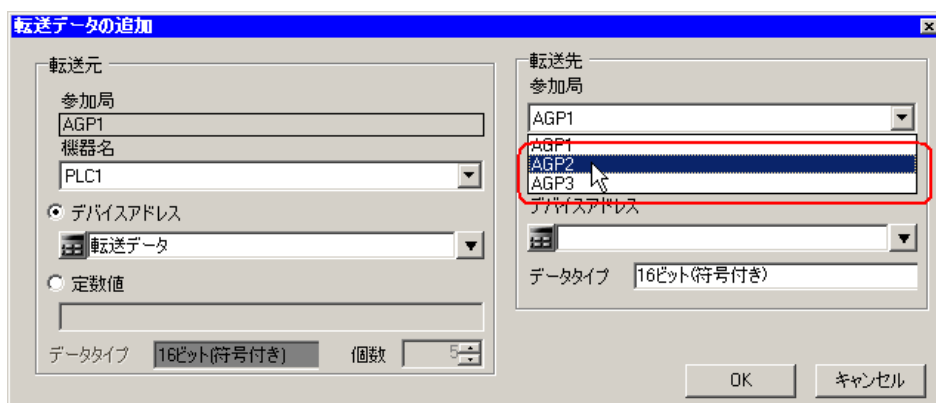 転送データの追加
転送元
参加局
AGP1
機器名
PLC1
デバイスアドレス
転送データ
定数値
データタイプ 16ビット(符号付き) 個数 5
転送先
参加局
AGP1
AGP1
AGP2
AGP3
デバイスアドレス
データタイプ 16ビット(符号付き)
OK キャンセル